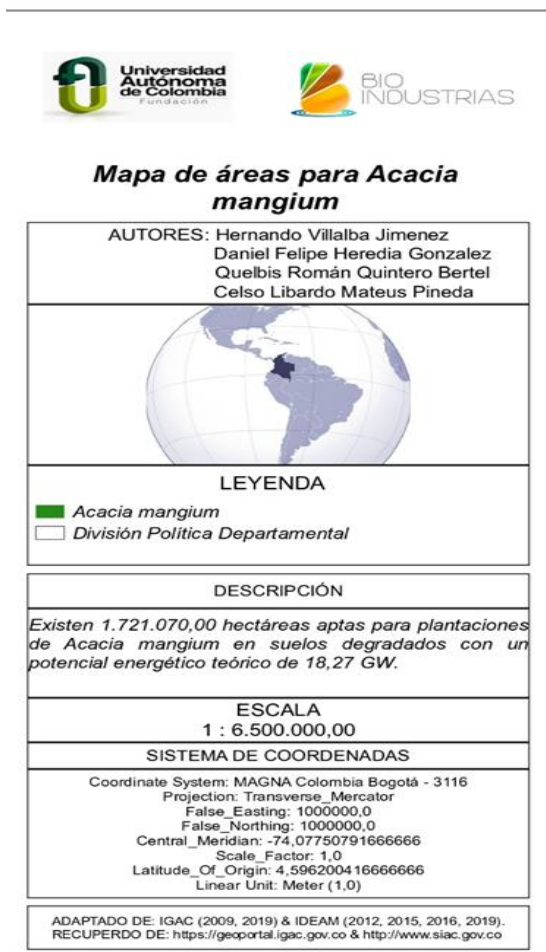 Universidad
Autónoma
de Colombia
Fundación
BIO
INDUSTRIAS
Mapa de áreas para Acacia
mangium
AUTORES: Hernando Villalba Jimenez
Daniel Felipe Heredia Gonzalez
Quelbis Román Quintero Bertel
Celso Libardo Mateus Pineda
LEYENDA
Acacia mangium
División Política Departamental
DESCRIPCIÓN
Existen 1.721.070,00 hectáreas aptas para plantaciones
de Acacia mangium en suelos degradados con un
potencial energético teórico de 18,27 GW.
ESCALA
1 : 6.500.000,00
SISTEMA DE COORDENADAS
Coordinate System: MAGNA Colombia Bogotá - 3116
Projection: Transverse_Mercator
False_Easting: 1000000,0
False_Northing: 1000000,0
Central_Meridian: -74,07750791666666
Scale_Factor: 1,0
Latitude_Of_Origin: 4,596200416666666
Linear Unit: Meter (1,0)
ADAPTADO DE: IGAC (2009, 2019) & IDEAM (2012, 2015, 2016, 2019).
RECUPERDO DE: https://geoportal.igac.gov.co & http://www.siac.gov.co